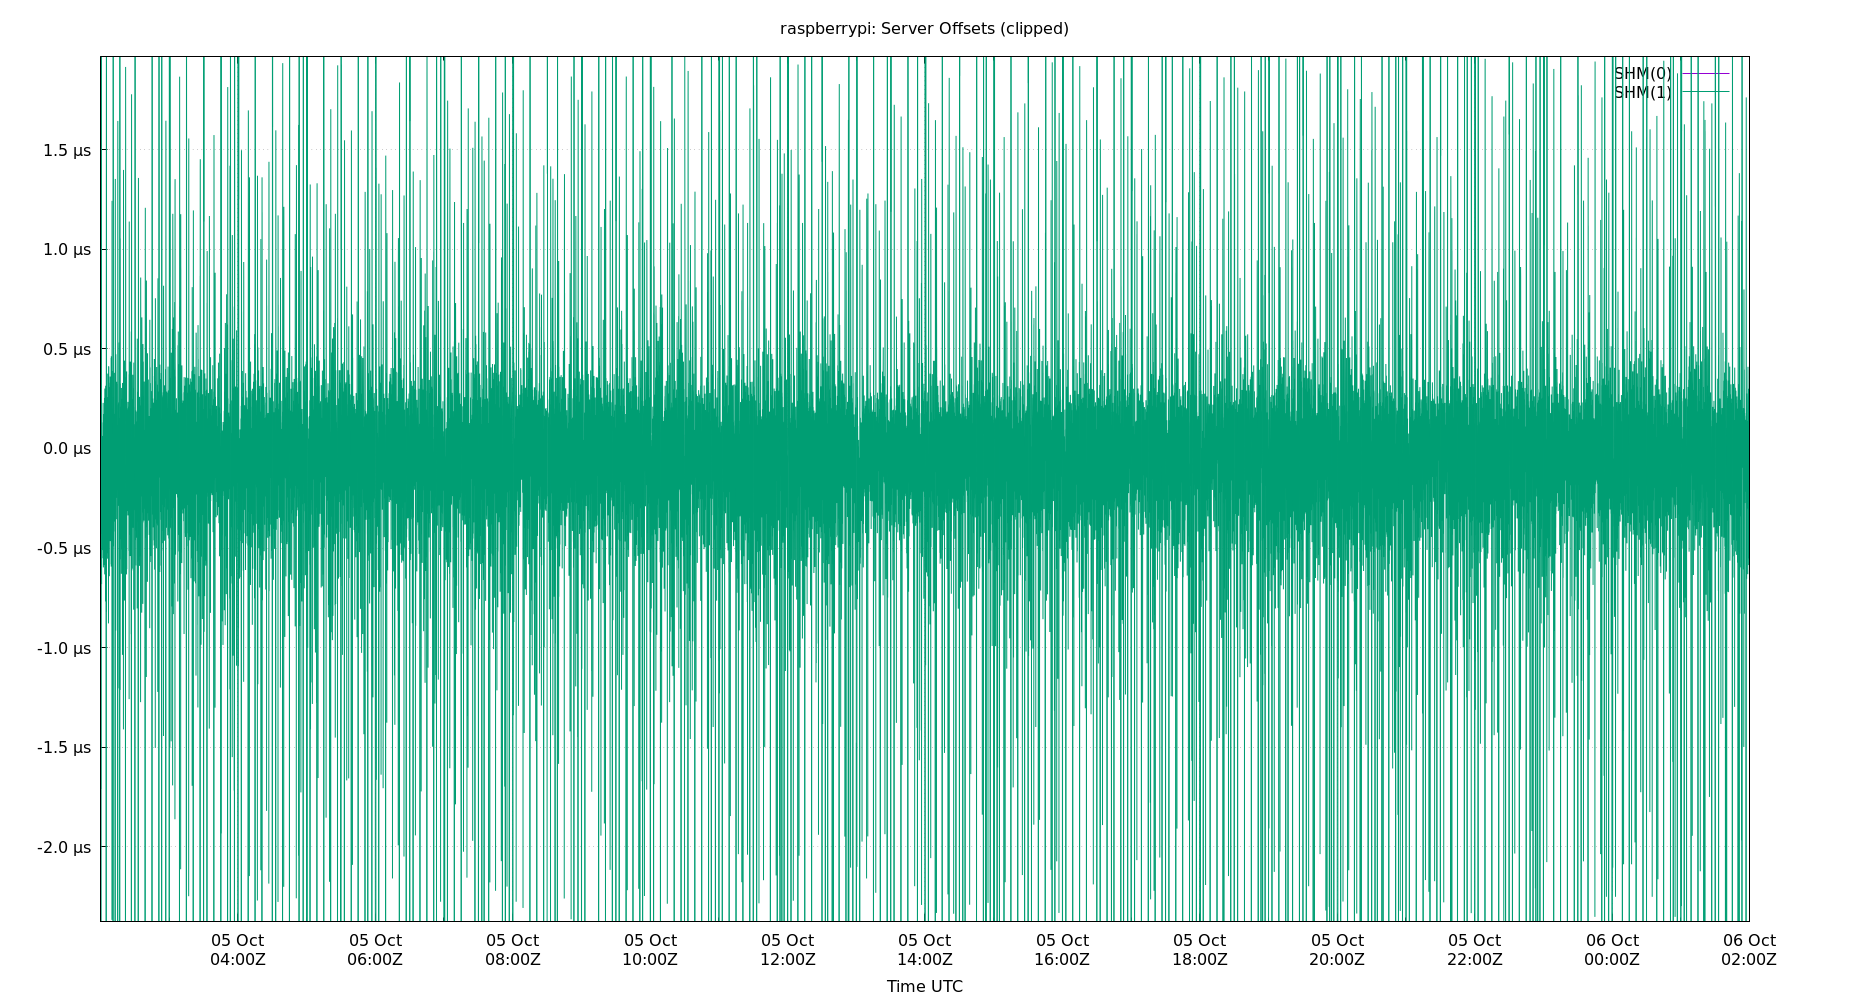 raspberrypi: Server Offsets (clipped)
SHM(0)
SHM(1)
1.5 µs
1.0 µs
0.5 µs
0.0 µs
-0.5 µs
-1.0 µs
-1.5 µs
-2.0 µs
05 Oct 05 Oct 05 Oct 05 Oct 05 Oct 05 Oct 05 Oct 05 Oct 05 Oct 05 Oct 06 Oct 06 Oct
04:00Z 06:00Z 08:00Z 10:00Z 12:00Z 14:00Z 16:00Z 18:00Z 20:00Z 22:00Z 00:00Z 02:00Z
Time UTC